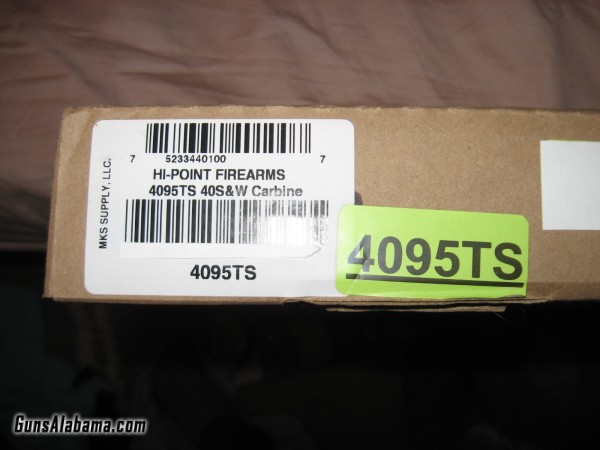 MKS SUPPLY, LLC.
7 5233440100 7
HI-POINT FIREARMS
4095TS 40S&W Carbine
4095TS
4095TS
GunsAlabama.com